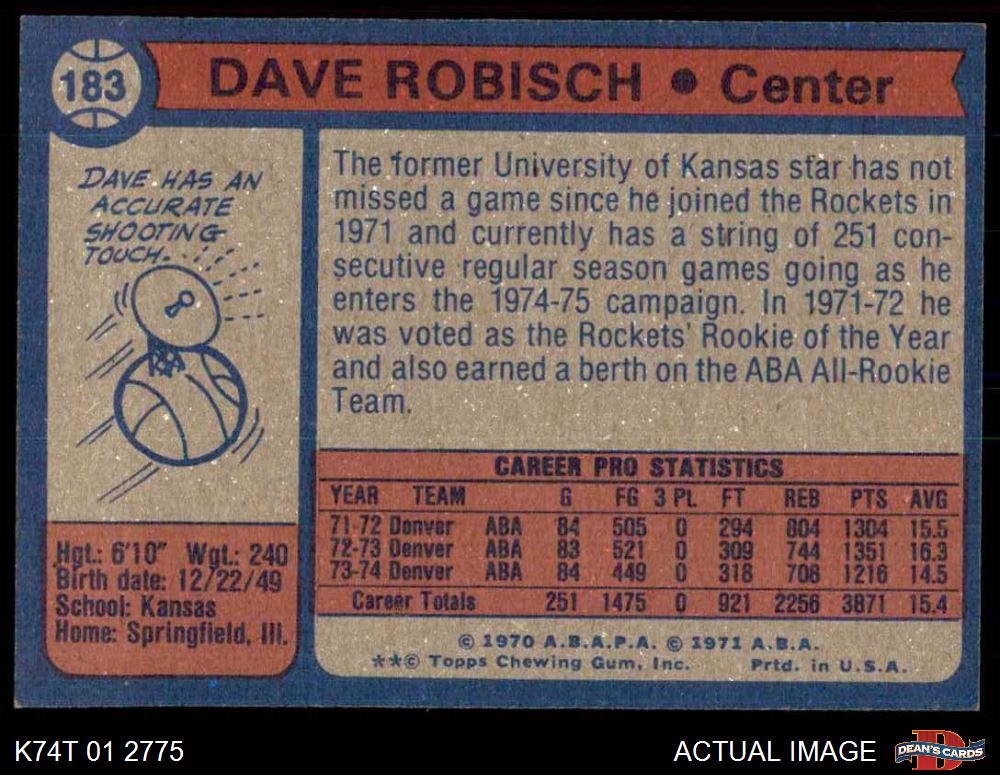 183
DAVE ROBISCH • Center
DAVE HAS AN
ACCURATE
SHOOTING
TOUCH.
The former University of Kansas star has not
missed a game since he joined the Rockets in
1971 and currently has a string of 251 con-
secutive regular season games going as he
enters the 1974-75 campaign. In 1971-72 he
was voted as the Rockets' Rookie of the Year
and also earned a berth on the ABA All-Rookie
Team.
Hgt.: 6'10" Wgt.: 240
Birth date: 12/22/49
School: Kansas
Home: Springfield, Ill.
CAREER PRO STATISTICS
YEAR TEAM G FG 3 PL FT REB PTS AVG
71-72 Denver ABA 84 505 0 294 804 1304 15.5
72-73 Denver ABA 83 521 0 309 744 1351 16.3
73-74 Denver ABA 84 449 0 318 708 1216 14.5
Career Totals 251 1475 0 921 2256 3871 15.4
© 1970 A.B.A.P.A. © 1971 A.B.A.
**© Topps Chewing Gum, Inc. Prtd. in U.S.A.
K74T 01 2775
ACTUAL IMAGE
DEAN'S CARDS